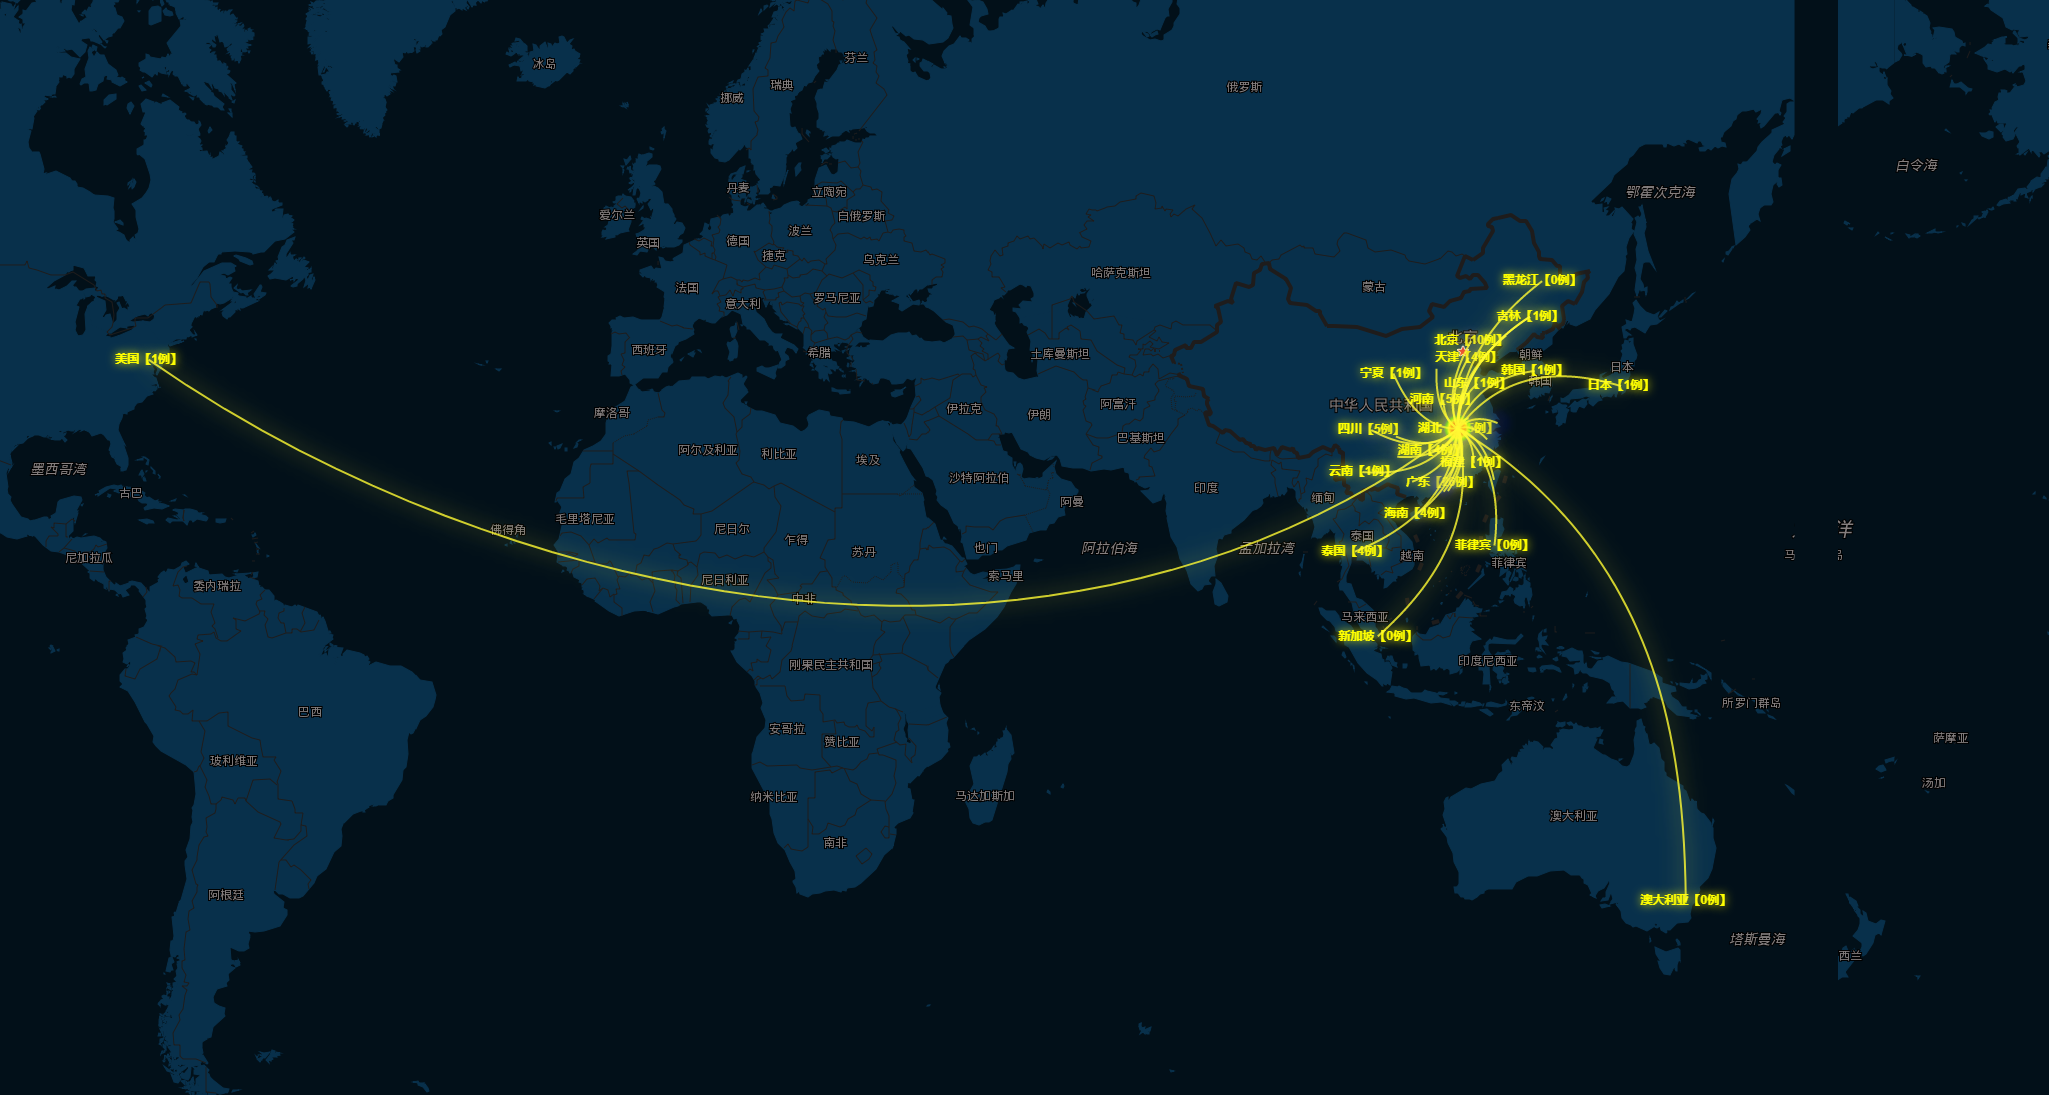 冰岛
芬兰
瑞典
挪威
俄罗斯
白令海
丹麦
立陶宛
鄂霍次克海
爱尔兰
白俄罗斯
英国
德国
波兰
捷克
乌克兰
哈萨克斯坦
黑龙江【0例】
法国
蒙古
意大利
罗马尼亚
吉林【1例】
北京【10例】
西班牙
希腊
土库曼斯坦
天津【4例】
朝鲜
美国【1例】
日本
宁夏【1例】
韩国【1例】
韩国
山东【1例】
日本【1例】
河南【5例】
中华人民共和国
摩洛哥
伊拉克
伊朗
阿富汗
四川【5例】
湖北
巴基斯坦
阿尔及利亚
利比亚
埃及
湖南
福建【1例】
墨西哥湾
云南【1例】
沙特阿拉伯
印度
广东
古巴
阿曼
缅甸
海南【4例】
毛里塔尼亚
佛得角
尼日尔
乍得
苏丹
也门
阿拉伯海
孟加拉湾
泰国
泰国【4例】
越南
菲律宾【0例】
菲律宾
洋
马
尼加拉瓜
委内瑞拉
尼日利亚
中非
索马里
马来西亚
新加坡【0例】
刚果民主共和国
印度尼西亚
巴西
东帝汶
所罗门群岛
安哥拉
赞比亚
萨摩亚
玻利维亚
汤加
纳米比亚
马达加斯加
澳大利亚
南非
阿根廷
澳大利亚【0例】
塔斯曼海
西兰